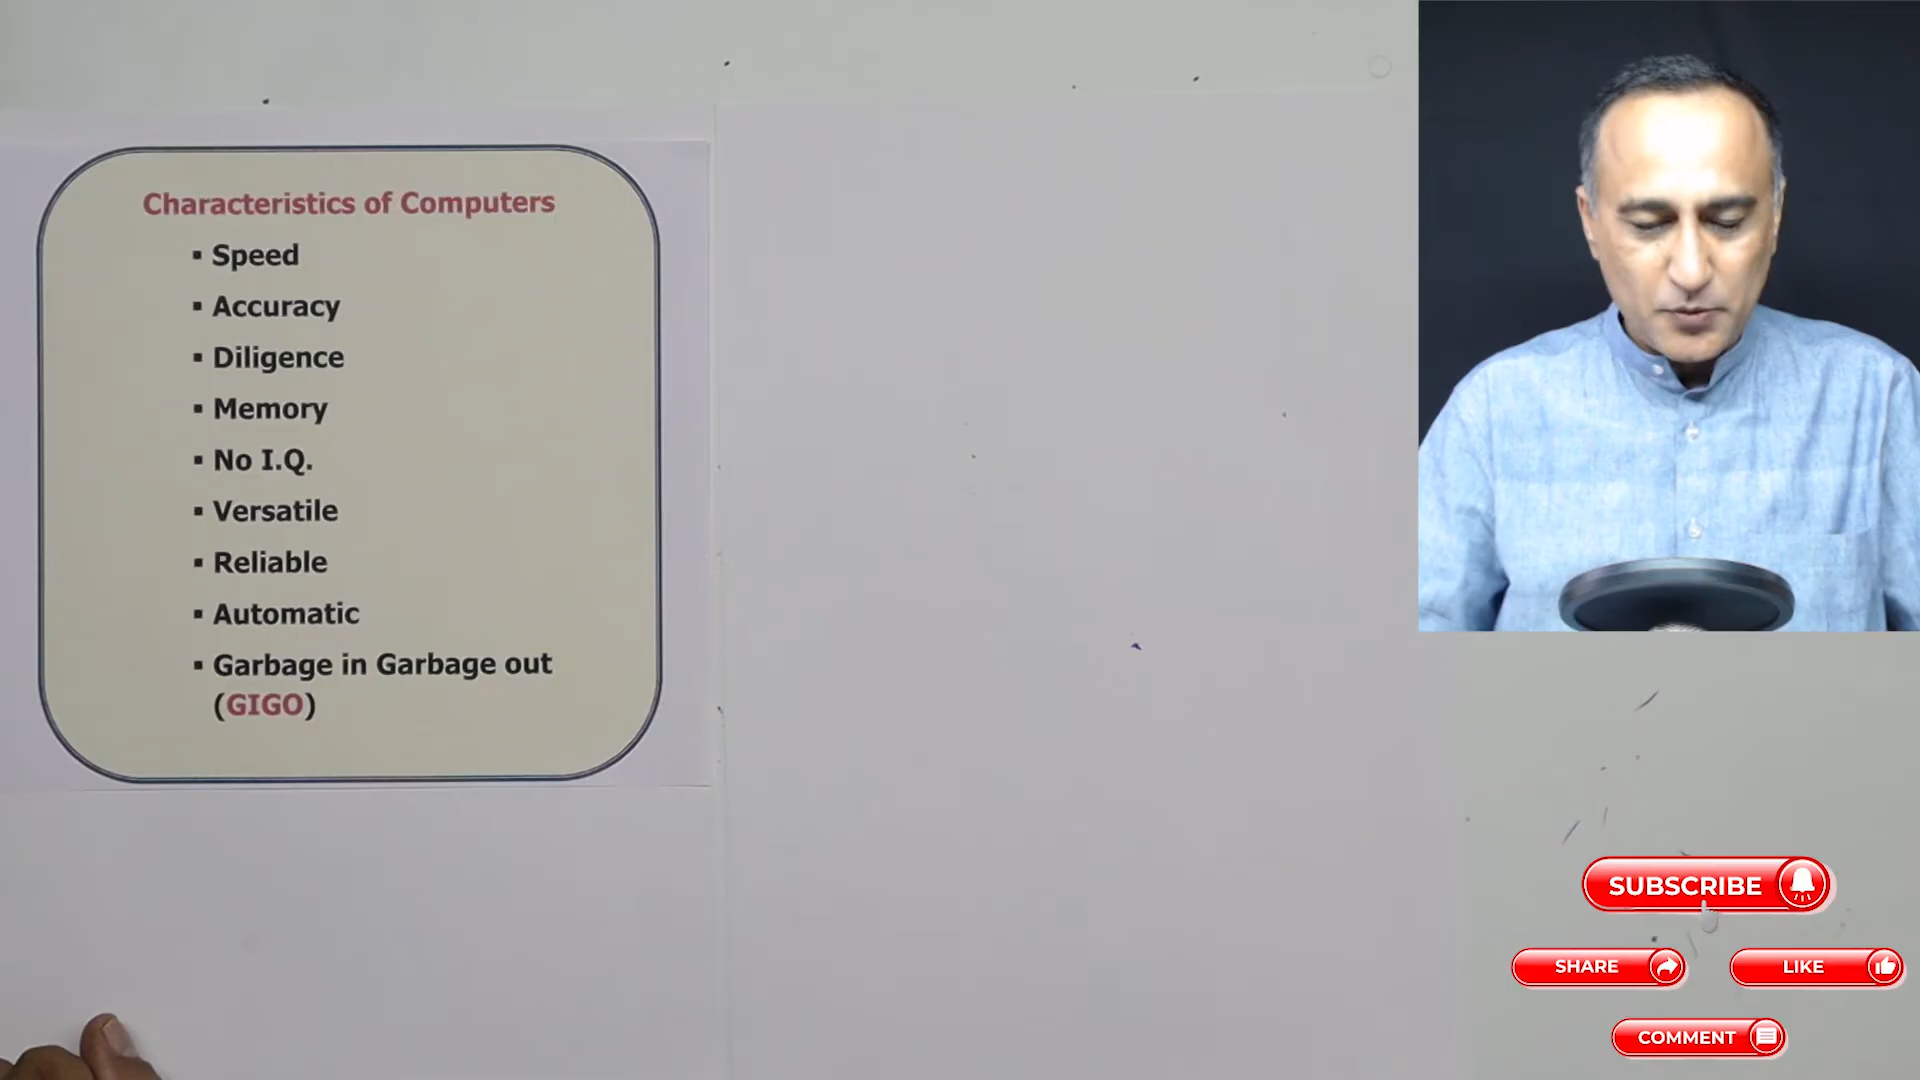 Characteristics of Computers
▪ Speed
▪ Accuracy
▪ Diligence
▪ Memory
▪ No I.Q.
▪ Versatile
▪ Reliable
▪ Automatic
▪ Garbage in Garbage out
(GIGO)
SUBSCRIBE
SHARE
LIKE
COMMENT